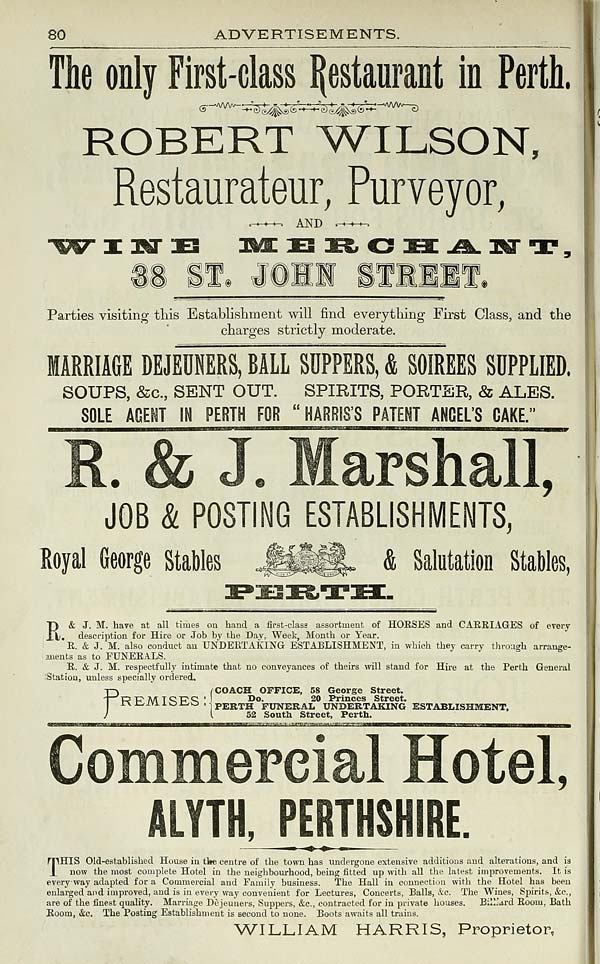 80 ADVERTISEMENTS.
The only First-class Restaurant in Perth.
ROBERT WILSON,
Restaurateur, Purveyor,
AND
WINE MERCHANT,
38 ST. JOHN STREET.
Parties visiting this Establishment will find everything First Class, and the
charges strictly moderate.
MARRIAGE DEJEUNERS, BALL SUPPERS, & SOIREES SUPPLIED.
SOUPS, &c., SENT OUT. SPIRITS, PORTER, & ALES.
SOLE AGENT IN PERTH FOR "HARRIS'S PATENT ANGEL'S CAKE."
R. & J. Marshall,
JOB & POSTING ESTABLISHMENTS,
Royal George Stables & Salutation Stables,
PERTH.
R. & J. M. have at all times on hand a first-class assortment of HORSES and CARRIAGES of every
description for Hire or Job by the Day, Week, Month or Year.
R. & J. M. also conduct an UNDERTAKING ESTABLISHMENT, in which they carry through arrange-
ments as to FUNERALS.
R. & J. M. respectfully intimate that no conveyances of theirs will stand for Hire at the Perth General
Station, unless specially ordered.
PREMISES: COACH OFFICE, 58 George Street.
Do. 20 Princes Street.
PERTH FUNERAL UNDERTAKING ESTABLISHMENT,
52 South Street, Perth.
Commercial Hotel,
ALYTH, PERTHSHIRE.
THIS Old-established House in the centre of the town has undergone extensive additions and alterations, and is
now the most complete Hotel in the neighbourhood, being fitted up with all the latest improvements. It is
every way adapted for a Commercial and Family business. The Hall in connection with the Hotel has been
enlarged and improved, and is in every way convenient for Lectures, Concerts, Balls, &c. The Wines, Spirits, &c.,
are of the finest quality. Marriage Dèjeuners, Suppers, &c., contracted for in private houses. Billiard Room, Bath
Room, &c. The Posting Establishment is second to none. Boots awaits all trains.
WILLIAM HARRIS, Proprietor,